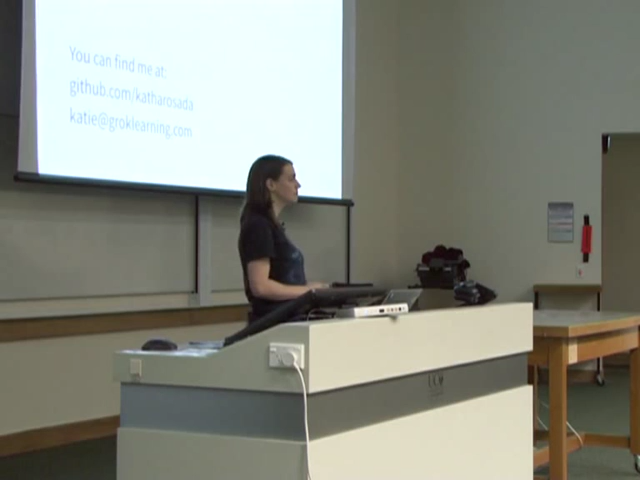 You can find me at:
github.com/katharosada
katie@groklearning.com